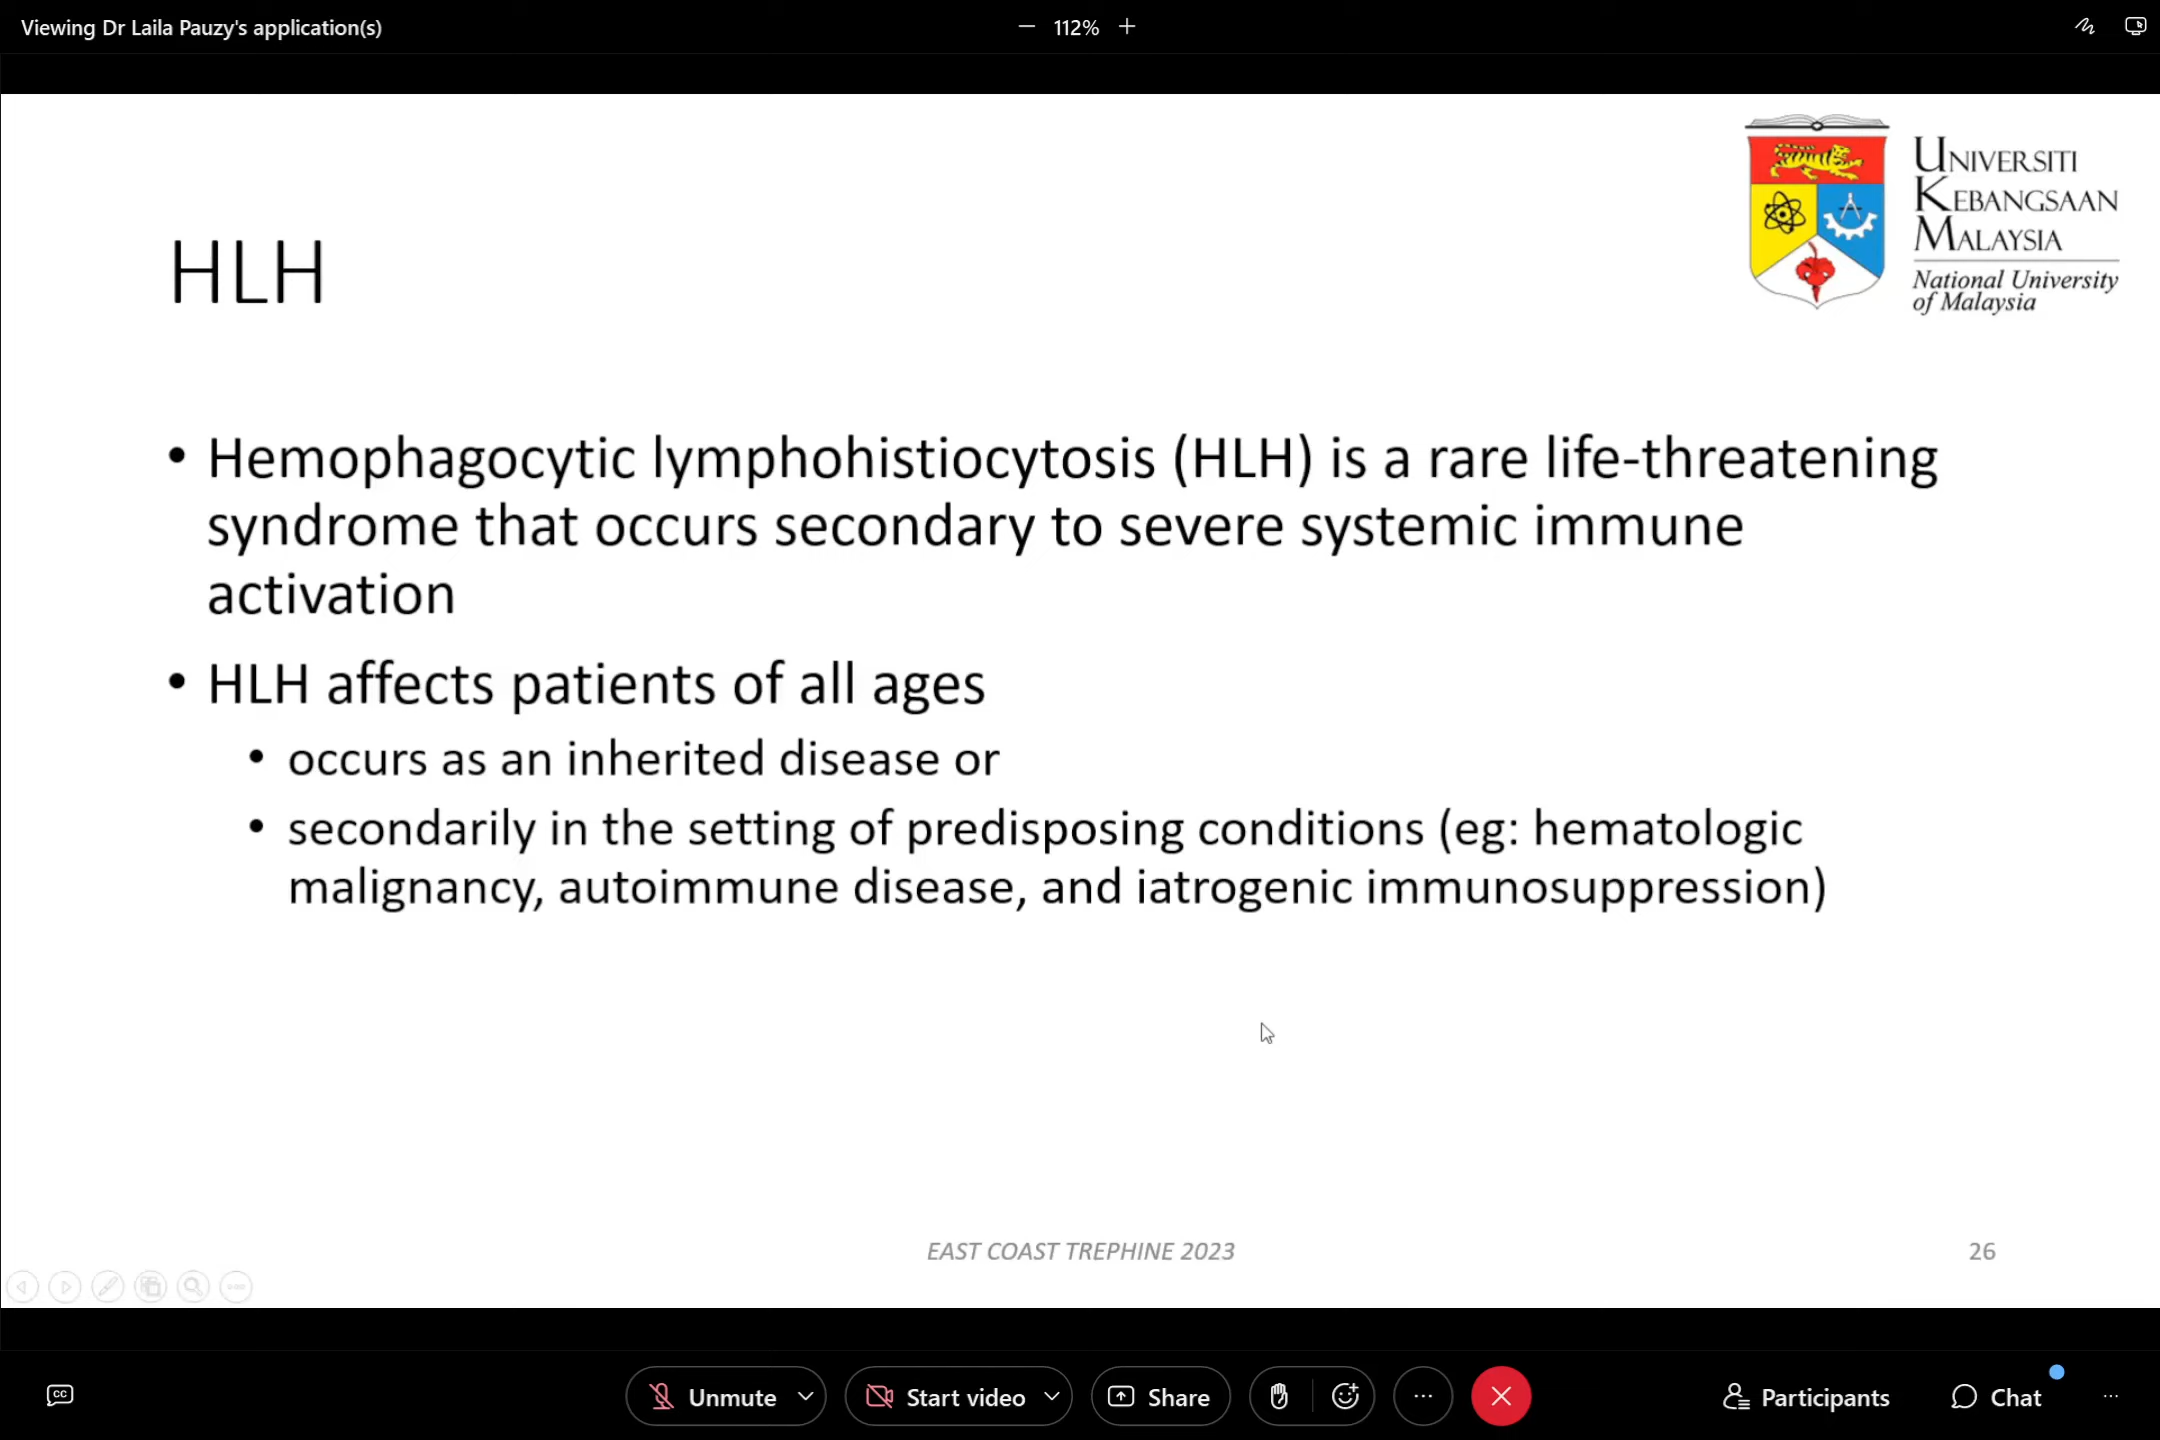 Viewing Dr Laila Pauzy's application(s)
112%
UNIVERSITI
KEBANGSAAN
MALAYSIA
National University
of Malaysia
HLH
• Hemophagocytic lymphohistiocytosis (HLH) is a rare life-threatening
syndrome that occurs secondary to severe systemic immune
activation
• HLH affects patients of all ages
• occurs as an inherited disease or
• secondarily in the setting of predisposing conditions (eg: hematologic
malignancy, autoimmune disease, and iatrogenic immunosuppression)
EAST COAST TREPHINE 2023
26
CC
Unmute
Start video
Share
Participants
Chat